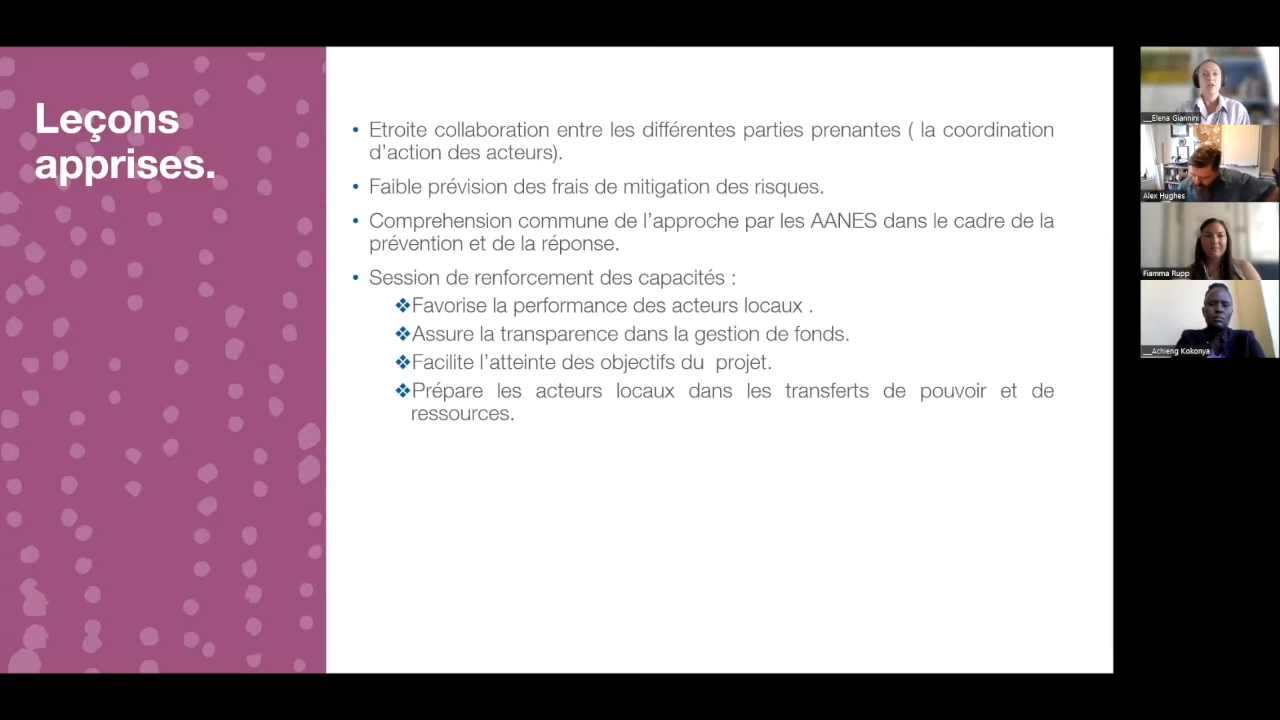 Leçons
apprises.
• Etroite collaboration entre les différentes parties prenantes ( la coordination
d'action des acteurs).
• Faible prévision des frais de mitigation des risques.
• Comprehension commune de l'approche par les AANES dans le cadre de la
prévention et de la réponse.
• Session de renforcement des capacités :
❖Favorise la performance des acteurs locaux .
❖Assure la transparence dans la gestion de fonds.
❖Facilite l'atteinte des objectifs du  projet.
❖Prépare les acteurs locaux dans les transferts de pouvoir et de
ressources.
__Elena Giannini
Alex Hughes
Fiamma Rupp
__Achieng Kokonya